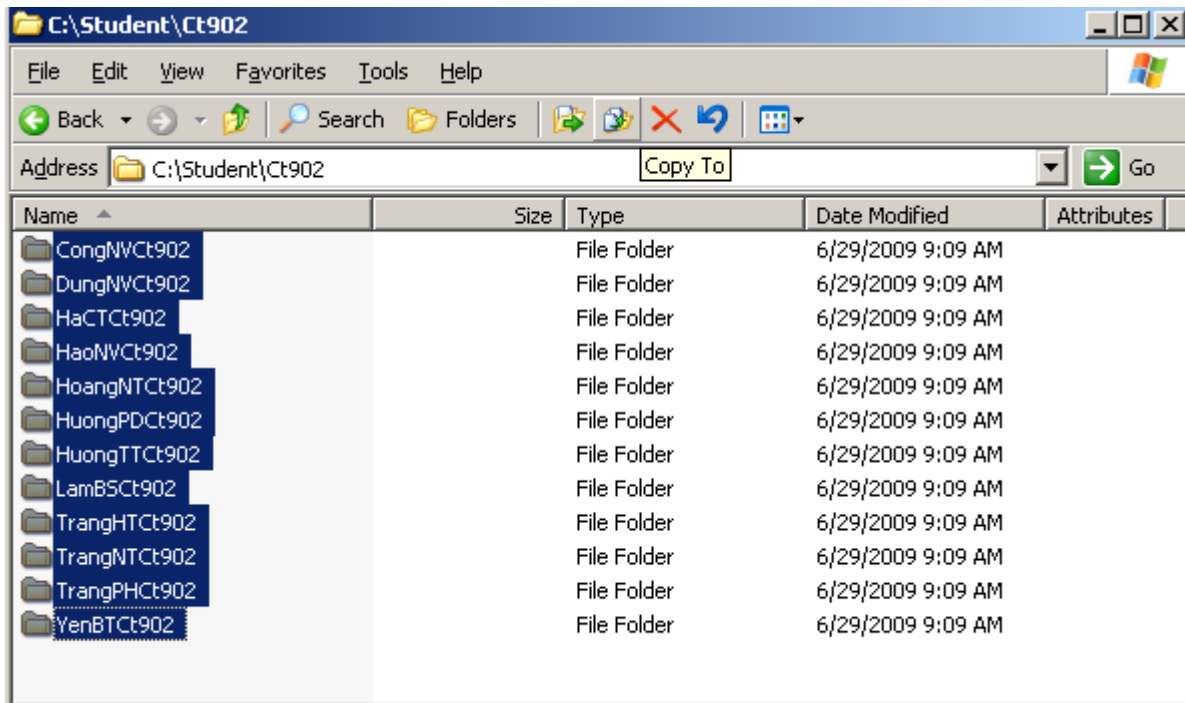 C:\Student\Ct902
File Edit View Favorites Tools Help
Back Search Folders
Copy To
Address C:\Student\Ct902 Go
Name Size Type Date Modified Attributes
CongNVCt902 File Folder 6/29/2009 9:09 AM
DungNVCt902 File Folder 6/29/2009 9:09 AM
HaCTCt902 File Folder 6/29/2009 9:09 AM
HaoNVCt902 File Folder 6/29/2009 9:09 AM
HoangNTCt902 File Folder 6/29/2009 9:09 AM
HuongPDCt902 File Folder 6/29/2009 9:09 AM
HuongTTCt902 File Folder 6/29/2009 9:09 AM
LamBSCt902 File Folder 6/29/2009 9:09 AM
TrangHTCt902 File Folder 6/29/2009 9:09 AM
TrangNTCt902 File Folder 6/29/2009 9:09 AM
TrangPHCt902 File Folder 6/29/2009 9:09 AM
YenBTCt902 File Folder 6/29/2009 9:09 AM